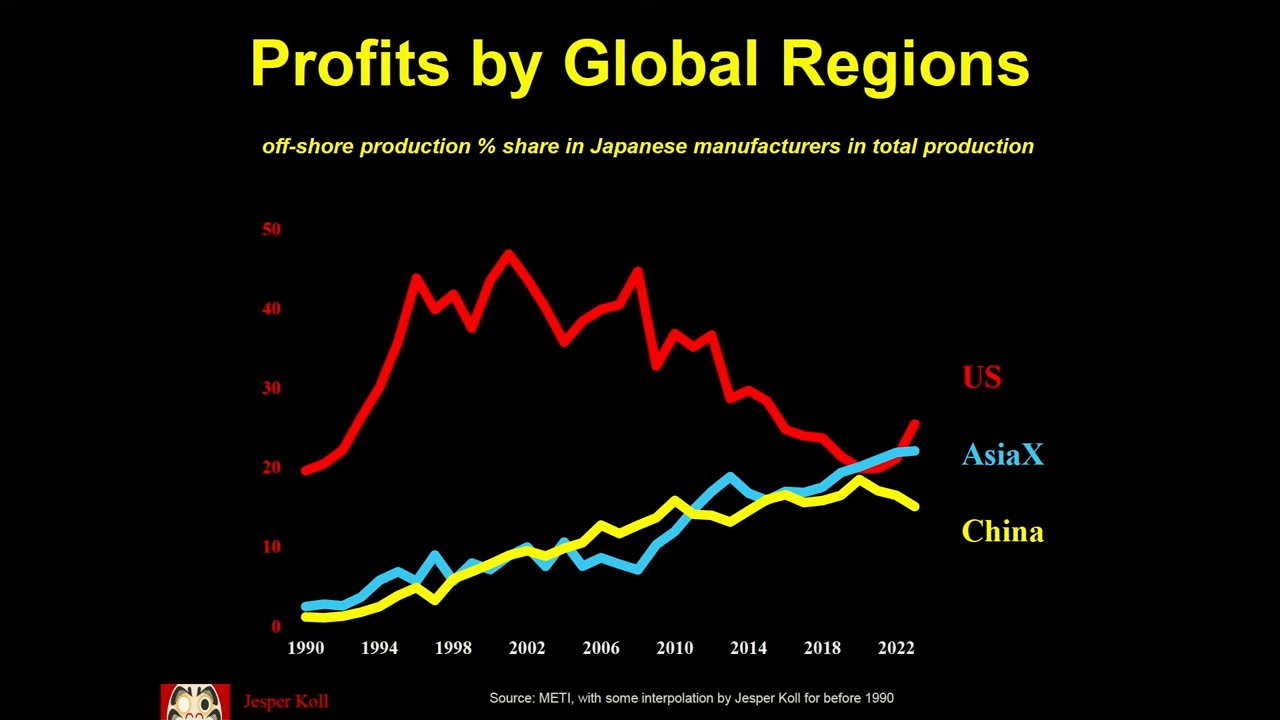 Profits by Global Regions
off-shore production % share in Japanese manufacturers in total production
50
40
30
20
10
0
US
AsiaX
China
1990 1994 1998 2002 2006 2010 2014 2018 2022
Jesper Koll
Source: METI, with some interpolation by Jesper Koll for before 1990